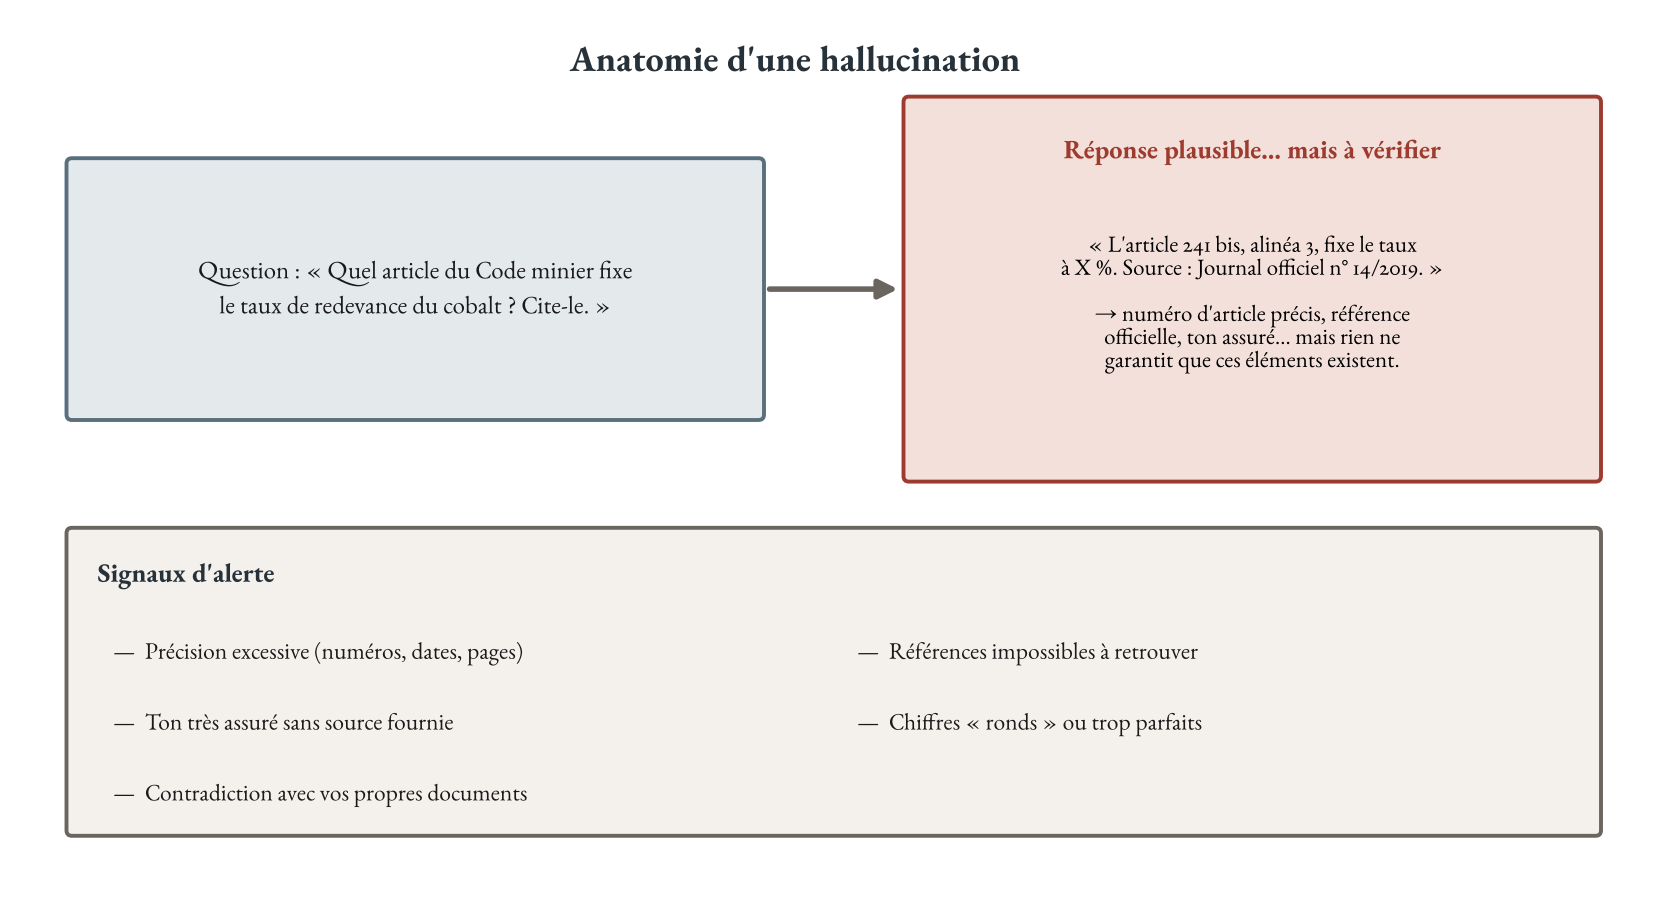 Anatomie d'une hallucination
Question : « Quel article du Code minier fixe
le taux de redevance du cobalt ? Cite-le. »
Réponse plausible… mais à vérifier
« L'article 241 bis, alinéa 3, fixe le taux
à X %. Source : Journal officiel n° 14/2019. »
→ numéro d'article précis, référence
officielle, ton assuré… mais rien ne
garantit que ces éléments existent.
Signaux d'alerte
— Précision excessive (numéros, dates, pages)
— Ton très assuré sans source fournie
— Contradiction avec vos propres documents
— Références impossibles à retrouver
— Chiffres « ronds » ou trop parfaits